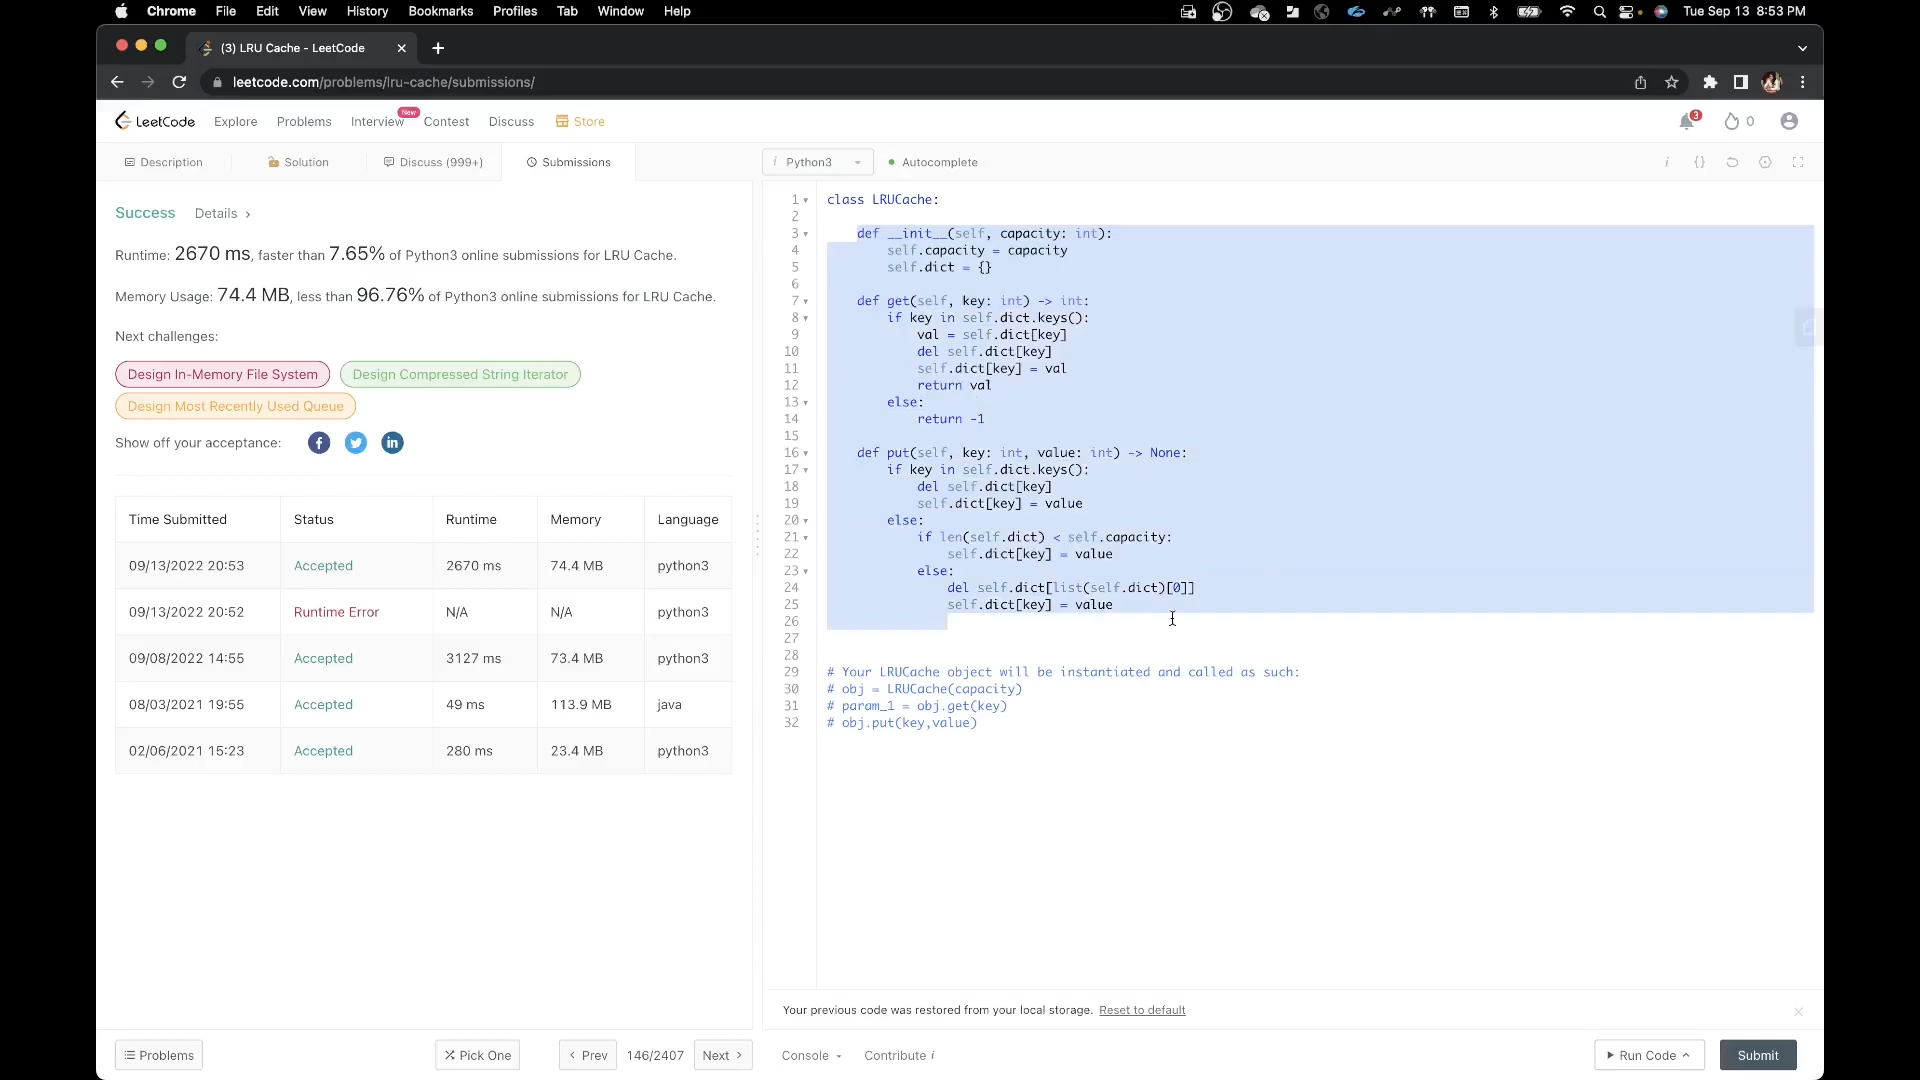 Chrome File Edit View History Bookmarks Profiles Tab Window Help Tue Sep 13 8:53 PM
(3) LRU Cache - LeetCode
leetcode.com/problems/lru-cache/submissions/
LeetCode Explore Problems Interview New Contest Discuss Store 3 0
Description Solution Discuss (999+) Submissions
i Python3 Autocomplete i {}
Success Details >
Runtime: 2670 ms, faster than 7.65% of Python3 online submissions for LRU Cache.
Memory Usage: 74.4 MB, less than 96.76% of Python3 online submissions for LRU Cache.
Next challenges:
Design In-Memory File System Design Compressed String Iterator
Design Most Recently Used Queue
Show off your acceptance:
Time Submitted Status Runtime Memory Language
09/13/2022 20:53 Accepted 2670 ms 74.4 MB python3
09/13/2022 20:52 Runtime Error N/A N/A python3
09/08/2022 14:55 Accepted 3127 ms 73.4 MB python3
08/03/2021 19:55 Accepted 49 ms 113.9 MB java
02/06/2021 15:23 Accepted 280 ms 23.4 MB python3
1 class LRUCache:
2
3 def __init__(self, capacity: int):
4 self.capacity = capacity
5 self.dict = {}
6
7 def get(self, key: int) -> int:
8 if key in self.dict.keys():
9 val = self.dict[key]
10 del self.dict[key]
11 self.dict[key] = val
12 return val
13 else:
14 return -1
15
16 def put(self, key: int, value: int) -> None:
17 if key in self.dict.keys():
18 del self.dict[key]
19 self.dict[key] = value
20 else:
21 if len(self.dict) < self.capacity:
22 self.dict[key] = value
23 else:
24 del self.dict[list(self.dict)[0]]
25 self.dict[key] = value
26
27
28
29 # Your LRUCache object will be instantiated and called as such:
30 # obj = LRUCache(capacity)
31 # param_1 = obj.get(key)
32 # obj.put(key,value)
Your previous code was restored from your local storage. Reset to default
Problems Pick One < Prev 146/2407 Next > Console Contribute i Run Code Submit